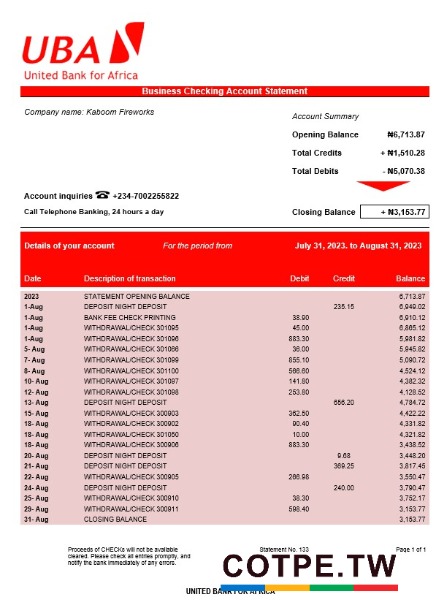 UBA
United Bank for Africa
Business Checking Account Statement
Company name: Kaboom Fireworks
Account Summary
Opening Balance ₦6,713.87
Total Credits + ₦1,510.28
Total Debits - ₦5,070.38
Account inquiries ☎ +234-7002255822
Call Telephone Banking, 24 hours a day
Closing Balance + ₦3,153.77
Details of your account For the period from July 31, 2023. to August 31, 2023
Date Description of transaction Debil Credit Balance
2023 STATEMENT OPENING BALANCE 6,713.87
1-Aug DEPOSIT NIGHT DEPOSIT 235.15 6,949.02
1-Aug BANK FEE CHECK PRINTING 38.90 6,910.12
1-Aug WITHDRAWAL/CHECK 301095 45.00 6,865.12
1-Aug WITHDRAWAL/CHECK 301096 883.30 5,981.82
5- Aug WITHDRAWAL/CHECK 301086 36.00 5,945.82
7- Aug WITHDRAWAL/CHECK 301099 855.10 5,090.72
8- Aug WITHDRAWAL/CHECK 301100 566.60 4,524.12
10- Aug WITHDRAWAL/CHECK 301087 141.80 4,382.32
12- Aug WITHDRAWAL/CHECK 301098 253.80 4,128.52
13- Aug DEPOSIT NIGHT DEPOSIT 656.20 4,784.72
15- Aug WITHDRAWAL/CHECK 300903 362.50 4,422.22
18- Aug WITHDRAWAL/CHECK 300902 90.40 4,331.82
18- Aug WITHDRAWAL/CHECK 301050 10.00 4,321.82
18- Aug WITHDRAWAL/CHECK 300906 883.30 3,438.52
20- Aug DEPOSIT NIGHT DEPOSIT 9.68 3,448.20
21- Aug DEPOSIT NIGHT DEPOSIT 369.25 3,817.45
22- Aug WITHDRAWAL/CHECK 300905 266.98 3,550.47
24- Aug DEPOSIT NIGHT DEPOSIT 240.00 3,790.47
25- Aug WITHDRAWAL/CHECK 300910 38.30 3,752.17
29- Aug WITHDRAWAL/CHECK 300911 598.40 3,153.77
31- Aug CLOSING BALANCE 3,153.77
Proceeds of CHECKs will not be available Statement No. 133 Page 1 of 1
cleared. Please check all entries promptly, and
notify the bank immediately of any errors.
COTPE.TW
UNITED BANK FOR AFRICA